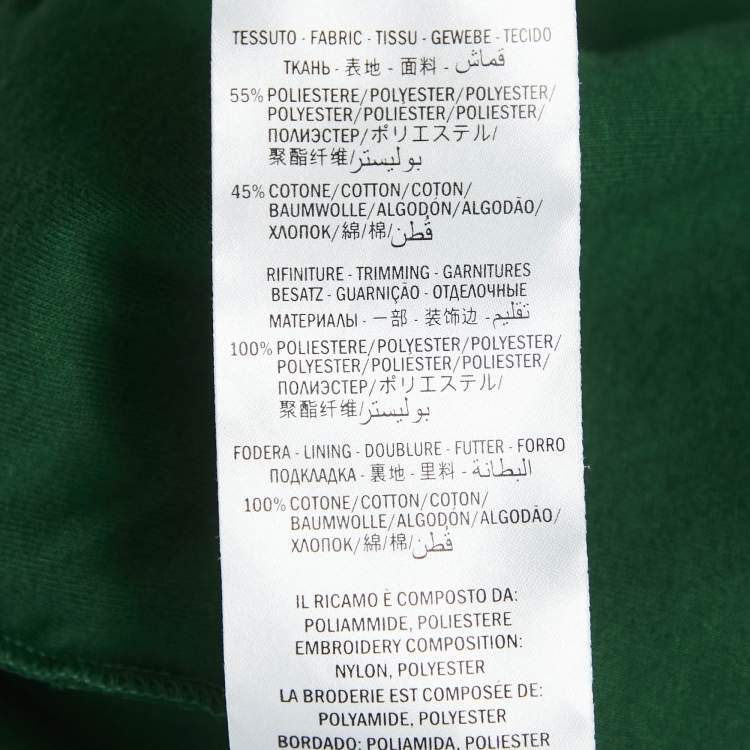 TESSUTO - FABRIC - TISSU - GEWEBE - TECIDO
ТКАНЬ - 表地 - 面料 - قماش
55% POLIESTERE/POLYESTER/POLYESTER/
POLYESTER/POLIÉSTER/POLIESTER/
ПОЛИЭСТЕР/ポリエステル/
聚酯纤维/بوليستر
45% COTONE/COTTON/COTON/
BAUMWOLLE/ALGODÓN/ALGODÃO/
ХЛОПОК/綿/棉/قُطن
RIFINITURE - TRIMMING - GARNITURES
BESATZ - GUARNIÇÃO - ОТДЕЛОЧНЫЕ
МАТЕРИАЛЫ - 一部 - 装饰边 - تقليم
100% POLIESTERE/POLYESTER/POLYESTER/
POLYESTER/POLIÉSTER/POLIESTER/
ПОЛИЭСТЕР/ポリエステル/
聚酯纤维/بوليستر
FODERA - LINING - DOUBLURE - FUTTER - FORRO
ПОДКЛАДКА - 裏地 - 里料 - البطانة
100% COTONE/COTTON/COTON/
BAUMWOLLE/ALGODÓN/ALGODÃO/
ХЛОПОК/綿/棉/قُطن
IL RICAMO È COMPOSTO DA:
POLIAMMIDE, POLIESTERE
EMBROIDERY COMPOSITION:
NYLON, POLYESTER
LA BRODERIE EST COMPOSÉE DE:
POLYAMIDE, POLYESTER
BORDADO: POLIAMIDA, POLIESTER